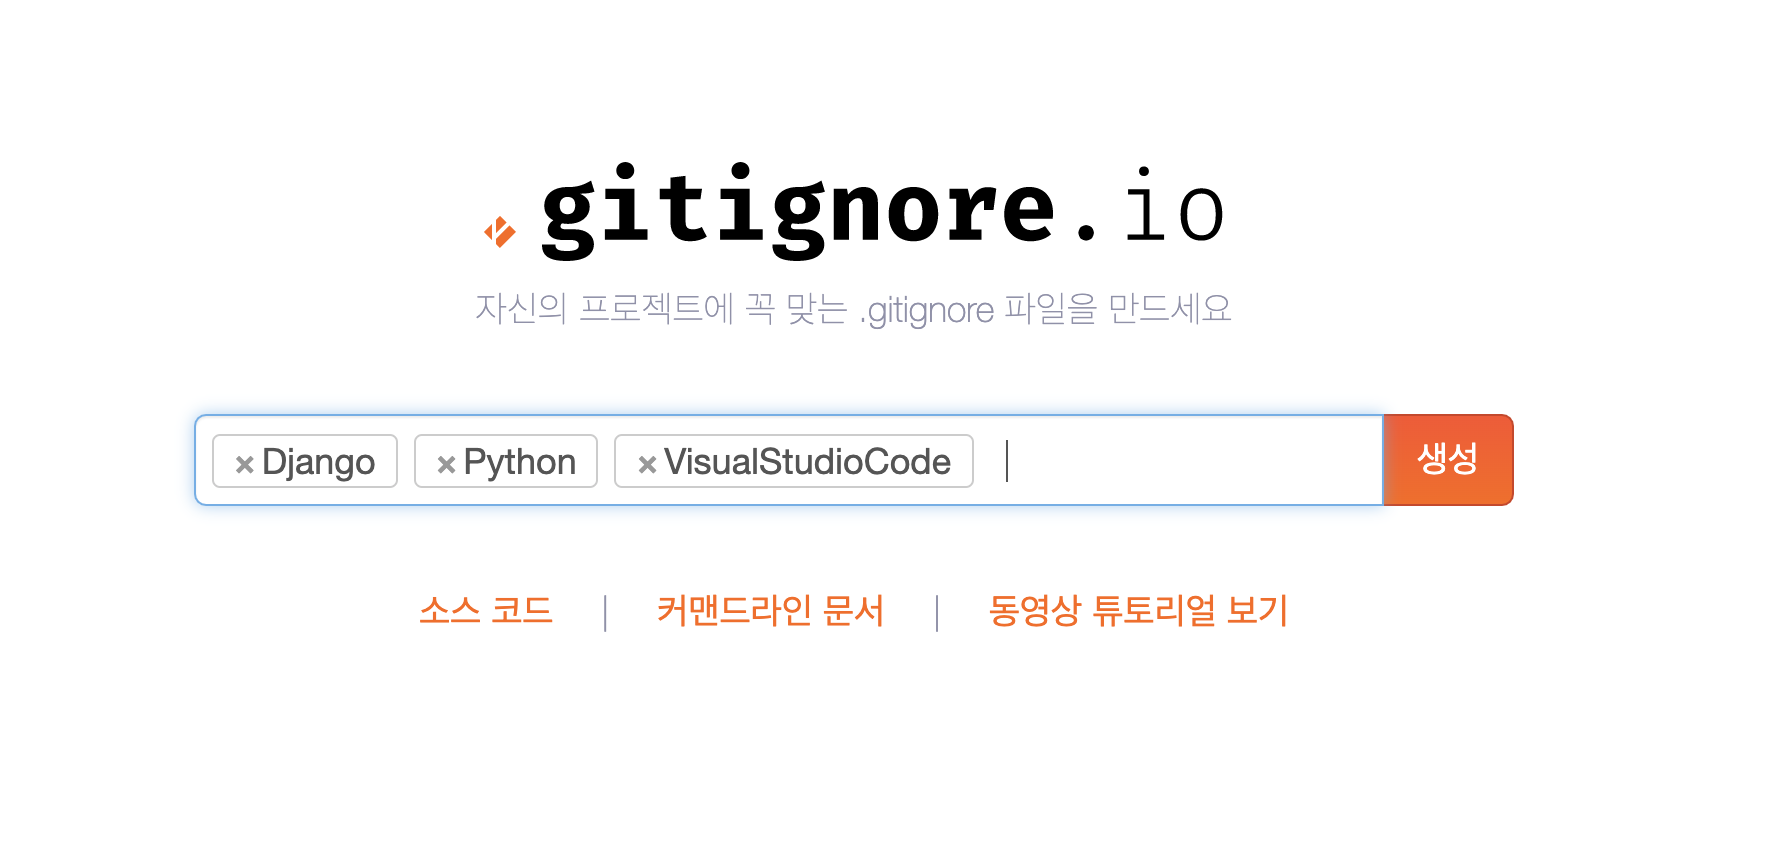 gitignore.io
자신의 프로젝트에 꼭 맞는 .gitignore 파일을 만드세요
× Django × Python × VisualStudioCode 생성
소스 코드 | 커맨드라인 문서 | 동영상 튜토리얼 보기